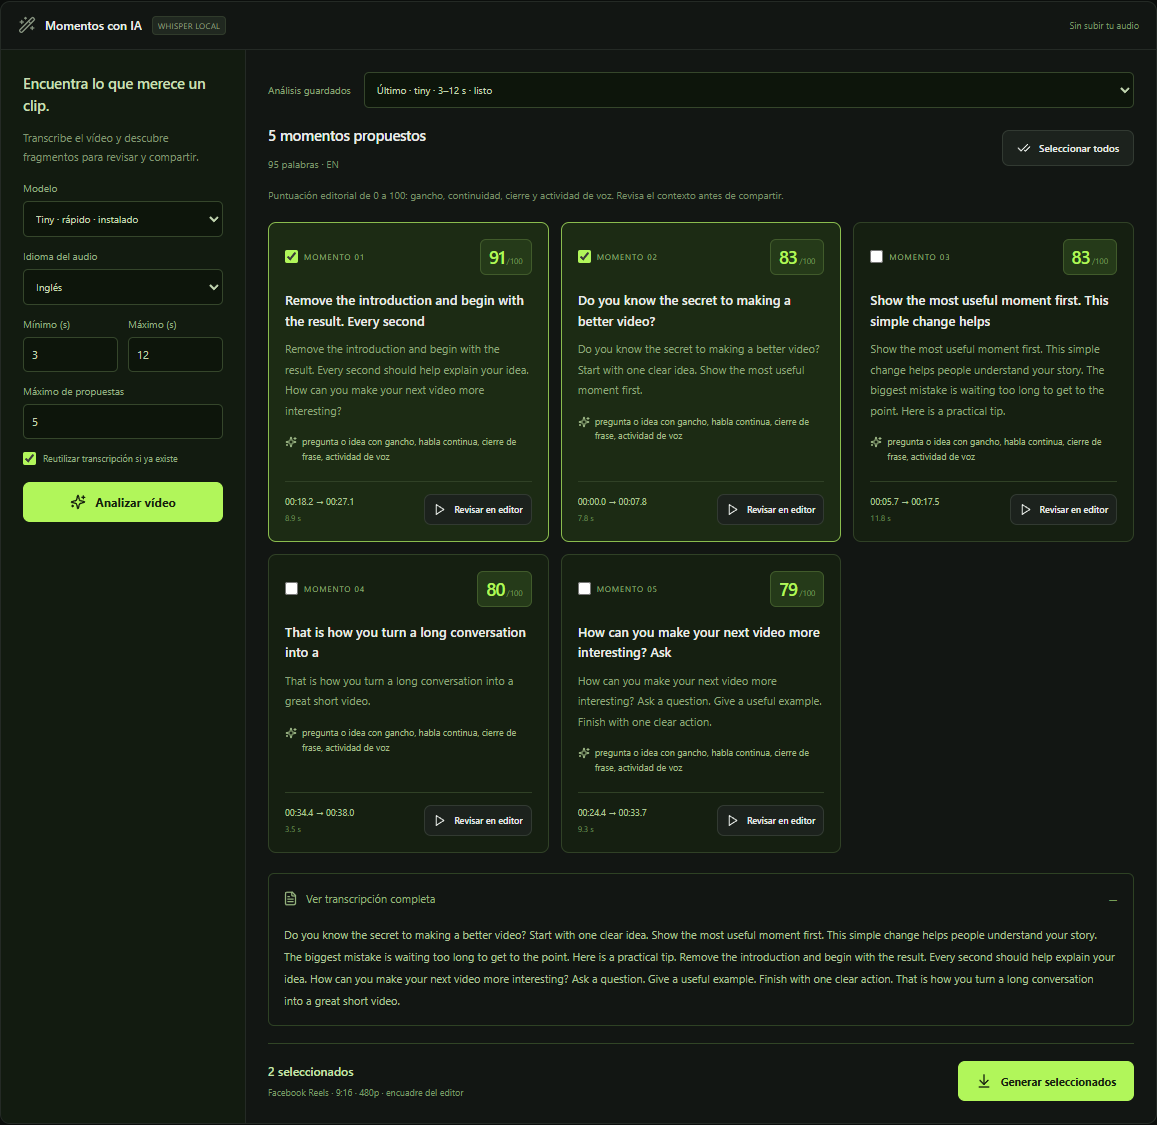 Momentos con IA
WHISPER LOCAL
Sin subir tu audio
Encuentra lo que merece un
clip.
Transcribe el vídeo y descubre
fragmentos para revisar y compartir.
Modelo
Tiny · rápido · instalado
Idioma del audio
Inglés
Mínimo (s)
Máximo (s)
3
12
Máximo de propuestas
5
Reutilizar transcripción si ya existe
Analizar vídeo
Análisis guardados
Último · tiny · 3–12 s · listo
5 momentos propuestos
95 palabras · EN
Seleccionar todos
Puntuación editorial de 0 a 100: gancho, continuidad, cierre y actividad de voz. Revisa el contexto antes de compartir.
MOMENTO 01
91/100
Remove the introduction and begin with
the result. Every second
Remove the introduction and begin with the
result. Every second should help explain your idea.
How can you make your next video more
interesting?
pregunta o idea con gancho, habla continua, cierre de
frase, actividad de voz
00:18.2 → 00:27.1
8.9 s
Revisar en editor
MOMENTO 02
83/100
Do you know the secret to making a
better video?
Do you know the secret to making a better video?
Start with one clear idea. Show the most useful
moment first.
pregunta o idea con gancho, habla continua, cierre de
frase, actividad de voz
00:00.0 → 00:07.8
7.8 s
Revisar en editor
MOMENTO 03
83/100
Show the most useful moment first. This
simple change helps
Show the most useful moment first. This simple
change helps people understand your story. The
biggest mistake is waiting too long to get to the
point. Here is a practical tip.
pregunta o idea con gancho, habla continua, cierre de
frase, actividad de voz
00:05.7 → 00:17.5
11.8 s
Revisar en editor
MOMENTO 04
80/100
That is how you turn a long conversation
into a
That is how you turn a long conversation into a
great short video.
pregunta o idea con gancho, habla continua, cierre de
frase, actividad de voz
00:34.4 → 00:38.0
3.5 s
Revisar en editor
MOMENTO 05
79/100
How can you make your next video more
interesting? Ask
How can you make your next video more
interesting? Ask a question. Give a useful example.
Finish with one clear action.
pregunta o idea con gancho, habla continua, cierre de
frase, actividad de voz
00:24.4 → 00:33.7
9.3 s
Revisar en editor
Ver transcripción completa
Do you know the secret to making a better video? Start with one clear idea. Show the most useful moment first. This simple change helps people understand your story.
The biggest mistake is waiting too long to get to the point. Here is a practical tip. Remove the introduction and begin with the result. Every second should help explain your
idea. How can you make your next video more interesting? Ask a question. Give a useful example. Finish with one clear action. That is how you turn a long conversation
into a great short video.
2 seleccionados
Facebook Reels · 9:16 · 480p · encuadre del editor
Generar seleccionados